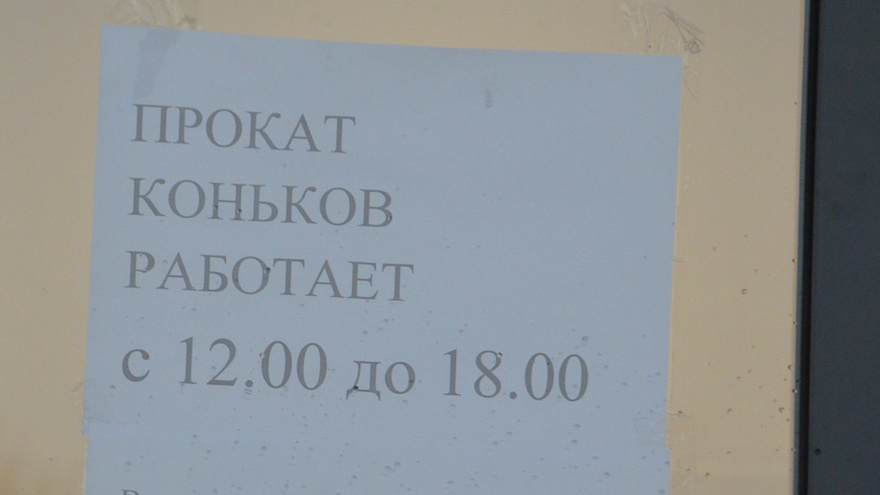 ПРОКАТ
КОНЬКОВ
РАБОТАЕТ
с 12.00 до 18.00